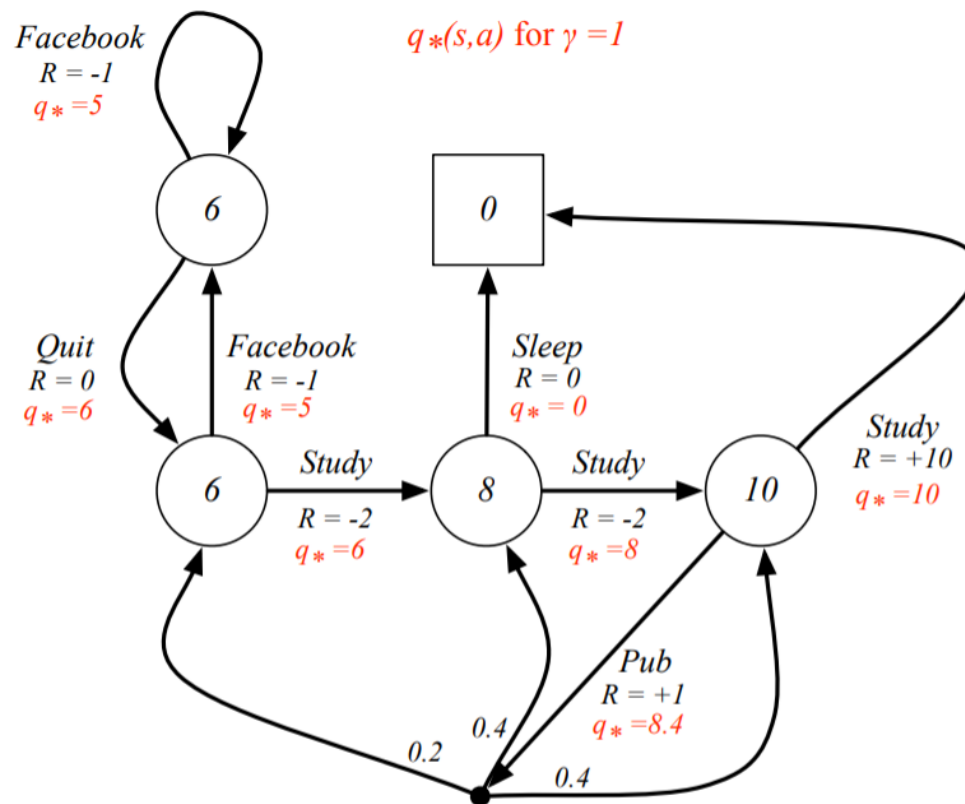 q*(s,a) for γ =1
Facebook
R = -1
q* =5
6
0
Quit
R = 0
q* =6
Facebook
R = -1
q* =5
Sleep
R = 0
q* = 0
Study
R = +10
q* =10
6
Study
R = -2
q* =6
8
Study
R = -2
q* =8
10
Pub
R = +1
q* =8.4
0.2
0.4
0.4